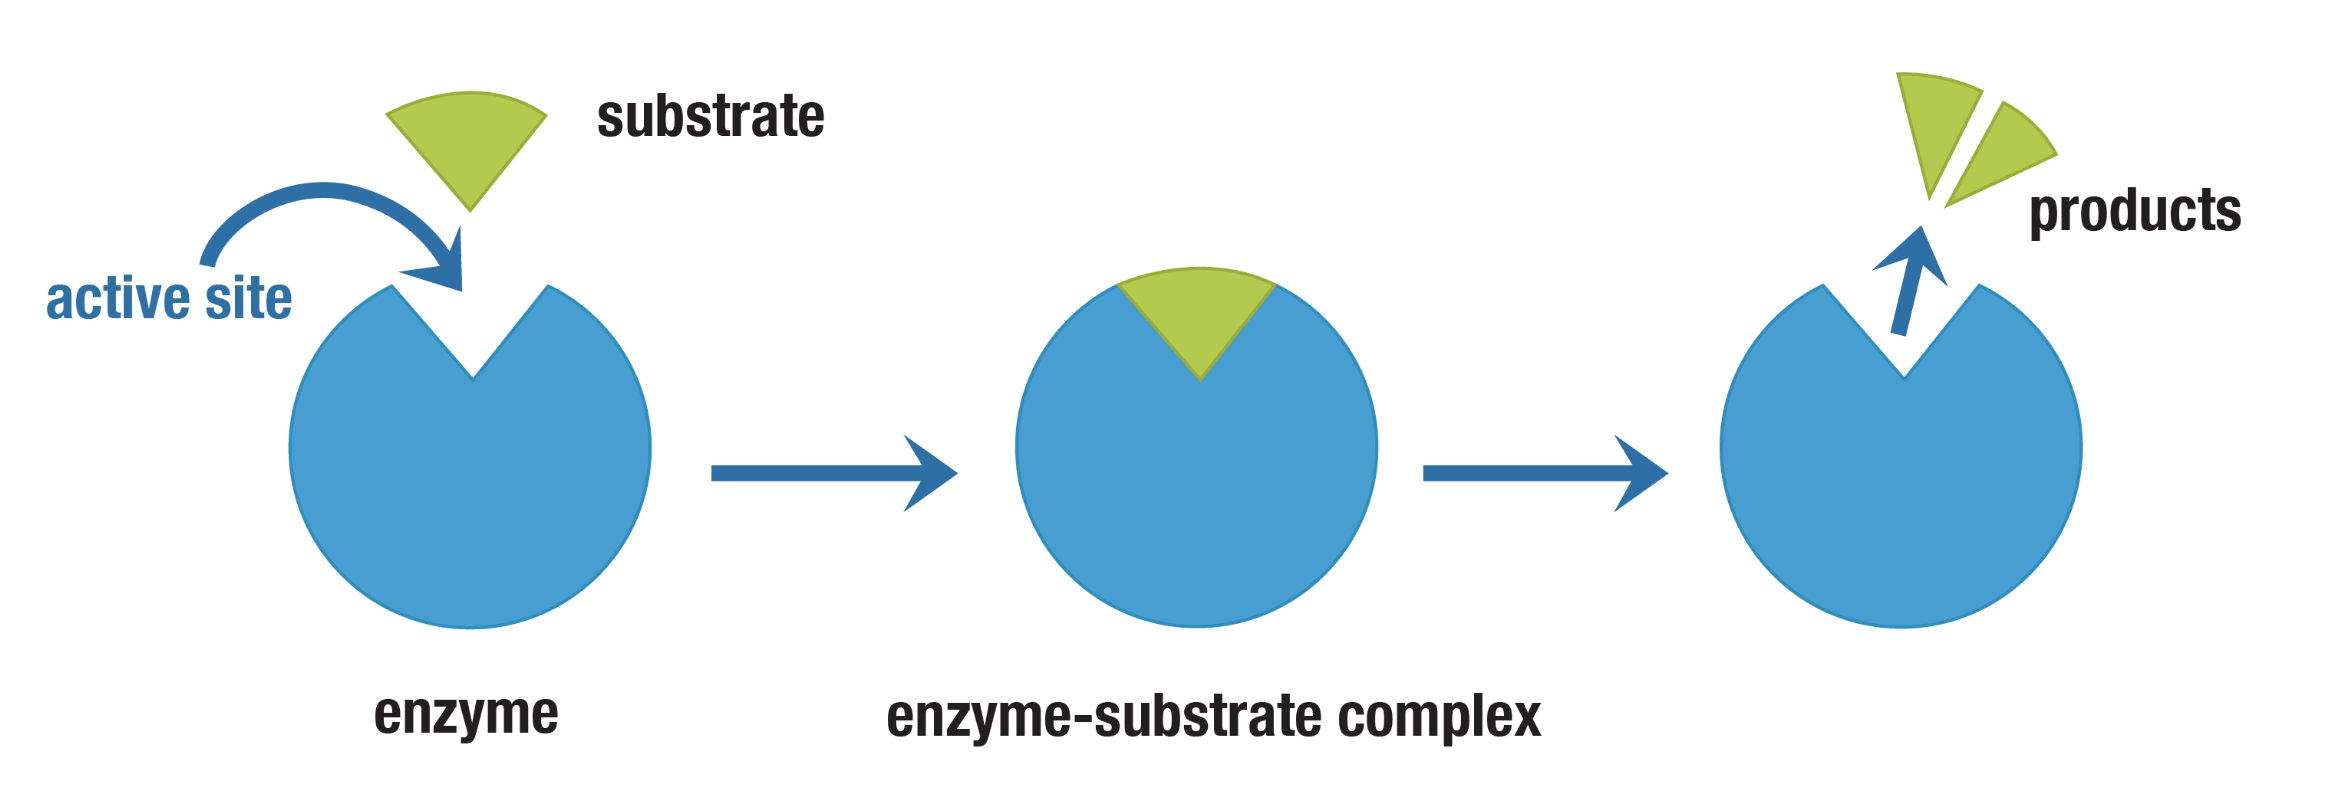 substrate
active site
products
enzyme
enzyme-substrate complex